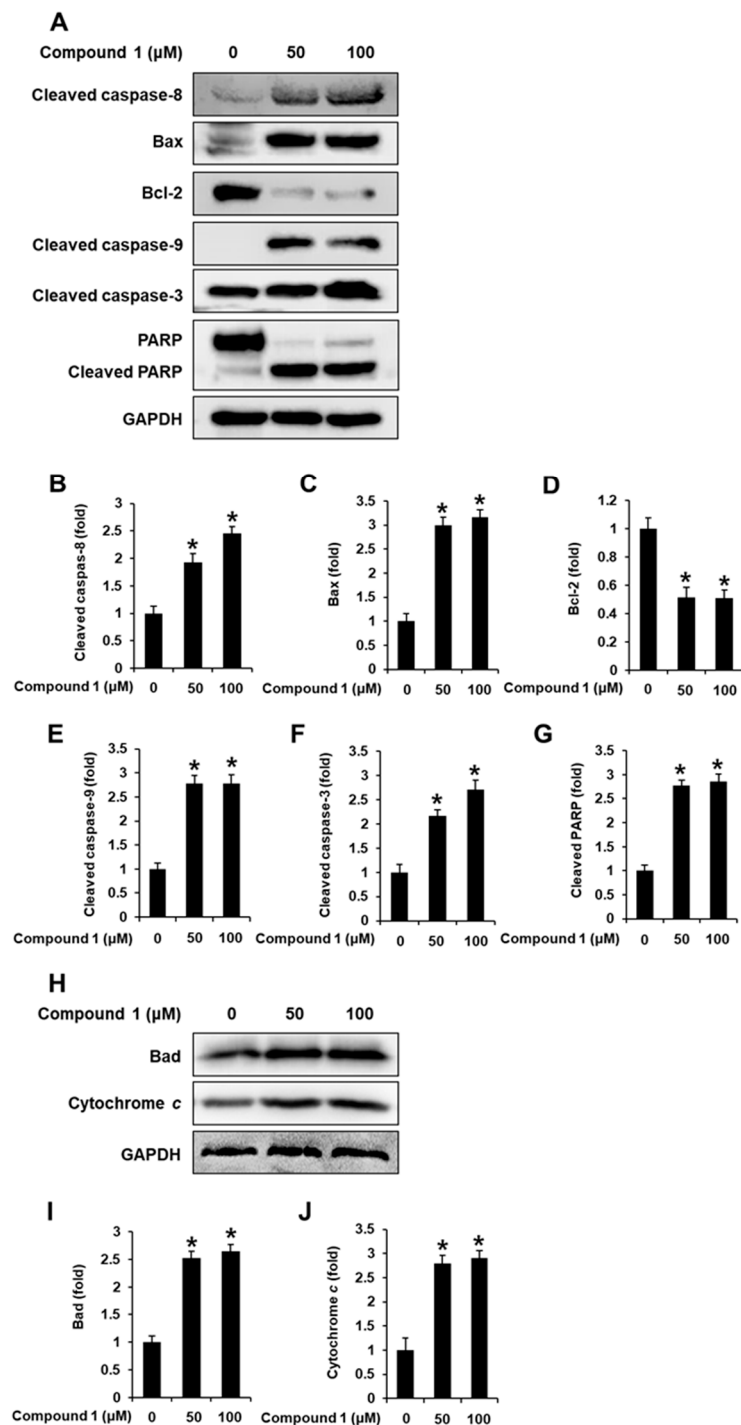 A
Compound 1 (µM) 0 50 100
Cleaved caspase-8
Bax
Bcl-2
Cleaved caspase-9
Cleaved caspase-3
PARP
Cleaved PARP
GAPDH
B
Cleaved caspas-8 (fold)
3
2.5
2
1.5
1
0.5
0
* *
Compound 1 (µM) 0 50 100
C
Bax (fold)
3.5
3
2.5
2
1.5
1
0.5
0
* *
Compound 1 (µM) 0 50 100
D
Bcl-2 (fold)
1.2
1
0.8
0.6
0.4
0.2
0
* *
Compound 1 (µM) 0 50 100
E
Cleaved caspase-9 (fold)
3.5
3
2.5
2
1.5
1
0.5
0
* *
Compound 1 (µM) 0 50 100
F
Cleaved caspase-3 (fold)
3.5
3
2.5
2
1.5
1
0.5
0
* *
Compound 1 (µM) 0 50 100
G
Cleaved PARP (fold)
3.5
3
2.5
2
1.5
1
0.5
0
* *
Compound 1 (µM) 0 50 100
H
Compound 1 (µM) 0 50 100
Bad
Cytochrome c
GAPDH
I
Bad (fold)
3
2.5
2
1.5
1
0.5
0
* *
Compound 1 (µM) 0 50 100
J
Cytochrome c (fold)
3.5
3
2.5
2
1.5
1
0.5
0
* *
Compound 1 (µM) 0 50 100